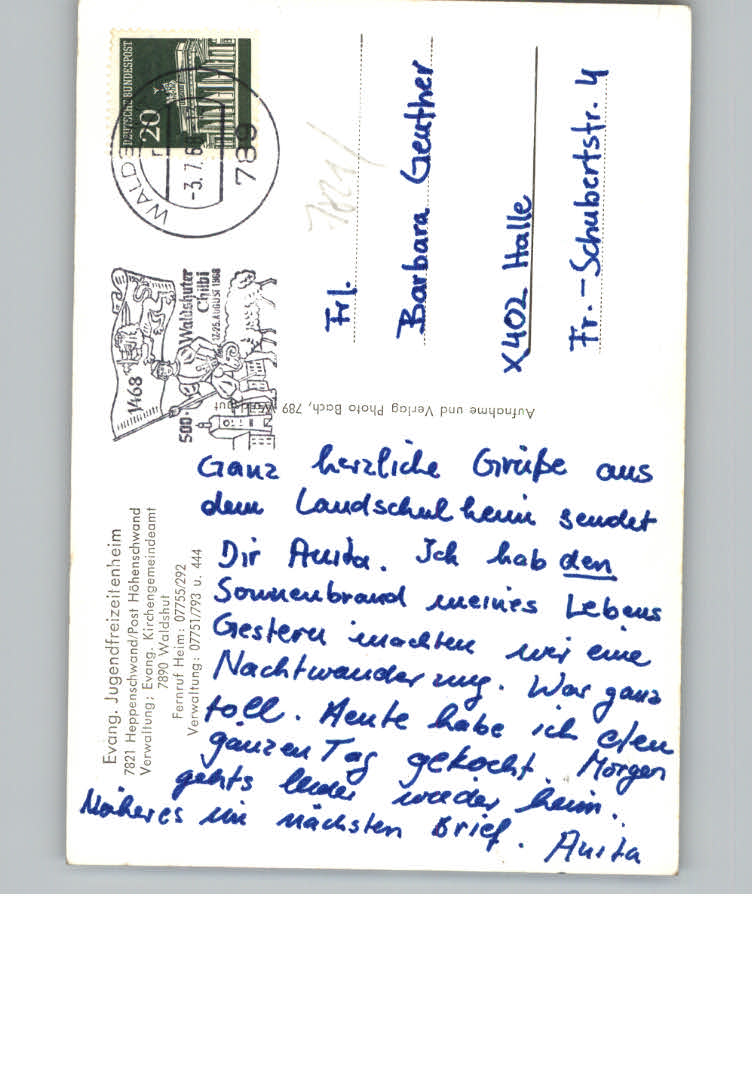 Evang. Jugendfreizeitenheim
7821 Heppenschwand/Post Höhenschwand
Verwaltung: Evang. Kirchengemeindeamt
7890 Waldshut
Fernruf Heim: 07755/292
Verwaltung: 07751/793 u. 444
Ganz herzliche Grüße aus
dem Landschulheim sendet
Dir Anita. Ich hab den
Sonnenbrand meines Lebens
Gestern machten wir eine
Nachtwanderung. War ganz
toll. Heute habe ich den
ganzen Tag gekocht. Morgen
gehts leider wieder heim.
Näheres im nächsten Brief.
Anita
Aufnahme und Verlag Photo Bach, 789 Waldshut
DEUTSCHE BUNDESPOST
20
789
-3.7.6
1468
500
Waldshuter
Chilbi
1968
7821
Frl.
Barbara Geuther
X402 Halle
Fr.-Schubertstr. 4